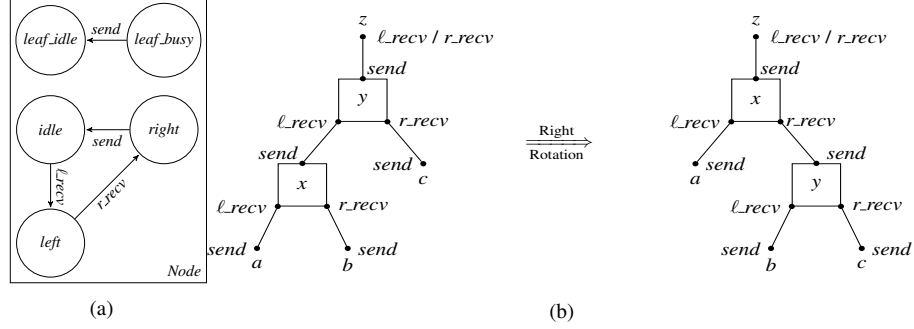 send
leaf_idle
leaf_busy
idle
right
send
ℓ_recv
r_recv
left
Node
(a)
z
ℓ_recv / r_recv
send
y
ℓ_recv
r_recv
send
send
c
x
ℓ_recv
r_recv
send
send
a
b
Right
Rotation
z
ℓ_recv / r_recv
send
x
ℓ_recv
r_recv
send
send
a
y
ℓ_recv
r_recv
send
send
b
c
(b)